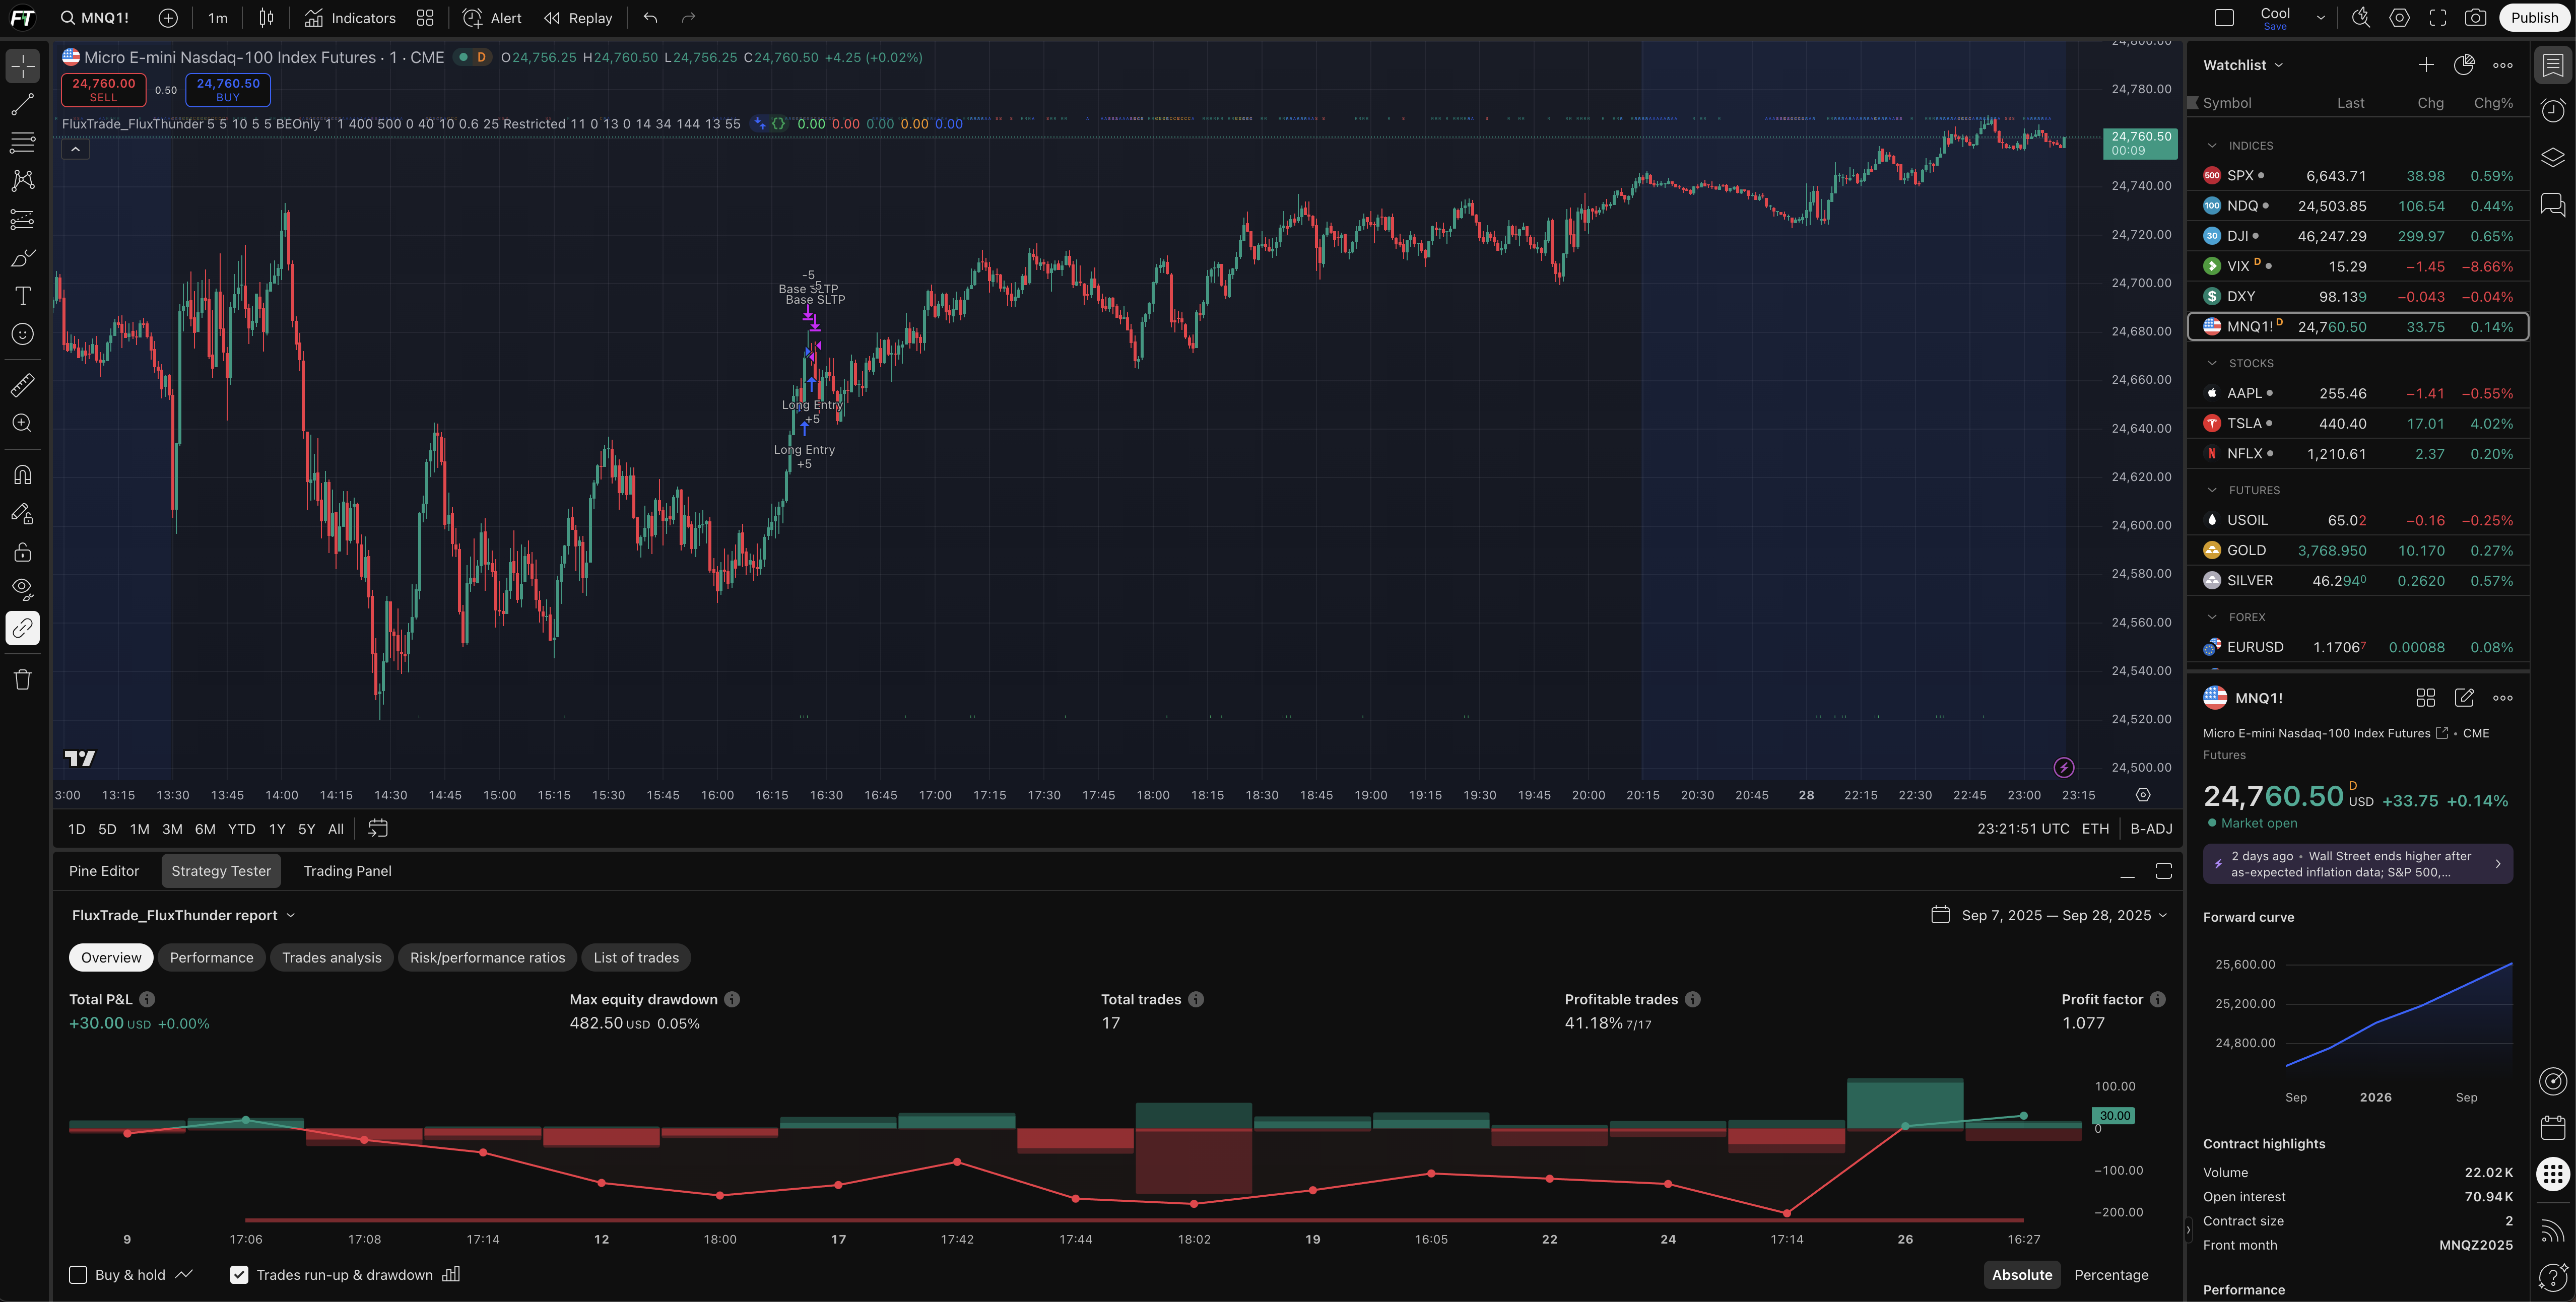 MNQ1!
1m
Indicators
Alert
Replay
Cool
Save
Publish
Micro E-mini Nasdaq-100 Index Futures · 1 · CME
D
O24,756.25 H24,760.50 L24,756.25 C24,760.50 +4.25 (+0.02%)
24,760.00
SELL
0.50
24,760.50
BUY
FluxTrade_FluxThunder 5 5 10 5 5 BEOnly 1 1 400 500 0 40 10 0.6 25 Restricted 11 0 13 0 14 34 144 13 55
0.00 0.00 0.00 0.00 0.00
-5
Base SLTP
-5
Base SLTP
Long Entry
+5
Long Entry
+5
24,800.00
24,780.00
24,760.50
00:09
24,740.00
24,720.00
24,700.00
24,680.00
24,660.00
24,640.00
24,620.00
24,600.00
24,580.00
24,560.00
24,540.00
24,520.00
24,500.00
3:00 13:15 13:30 13:45 14:00 14:15 14:30 14:45 15:00 15:15 15:30 15:45 16:00 16:15 16:30 16:45 17:00 17:15 17:30 17:45 18:00 18:15 18:30 18:45 19:00 19:15 19:30 19:45 20:00 20:15 20:30 20:45 28 22:15 22:30 22:45 23:00 23:15
1D 5D 1M 3M 6M YTD 1Y 5Y All
23:21:51 UTC ETH B-ADJ
Pine Editor
Strategy Tester
Trading Panel
FluxTrade_FluxThunder report
Sep 7, 2025 — Sep 28, 2025
Overview
Performance
Trades analysis
Risk/performance ratios
List of trades
Total P&L
+30.00 USD +0.00%
Max equity drawdown
482.50 USD 0.05%
Total trades
17
Profitable trades
41.18% 7/17
Profit factor
1.077
100.00
30.00
0
−100.00
−200.00
9 17:06 17:08 17:14 12 18:00 17 17:42 17:44 18:02 19 16:05 22 24 17:14 26 16:27
Buy & hold
Trades run-up & drawdown
Absolute
Percentage
Watchlist
Symbol Last Chg Chg%
INDICES
500 SPX 6,643.71 38.98 0.59%
100 NDQ 24,503.85 106.54 0.44%
30 DJI 46,247.29 299.97 0.65%
VIX D 15.29 −1.45 −8.66%
DXY 98.139 −0.043 −0.04%
MNQ1! D 24,760.50 33.75 0.14%
STOCKS
AAPL 255.46 −1.41 −0.55%
TSLA 440.40 17.01 4.02%
NFLX 1,210.61 2.37 0.20%
FUTURES
USOIL 65.02 −0.16 −0.25%
GOLD 3,768.950 10.170 0.27%
SILVER 46.2940 0.2620 0.57%
FOREX
EURUSD 1.17067 0.00088 0.08%
MNQ1!
Micro E-mini Nasdaq-100 Index Futures • CME
Futures
24,760.50 D USD +33.75 +0.14%
Market open
2 days ago • Wall Street ends higher after
as-expected inflation data; S&P 500,...
Forward curve
25,600.00
25,200.00
24,800.00
Sep 2026 Sep
Contract highlights
Volume 22.02 K
Open interest 70.94 K
Contract size 2
Front month MNQZ2025
Performance